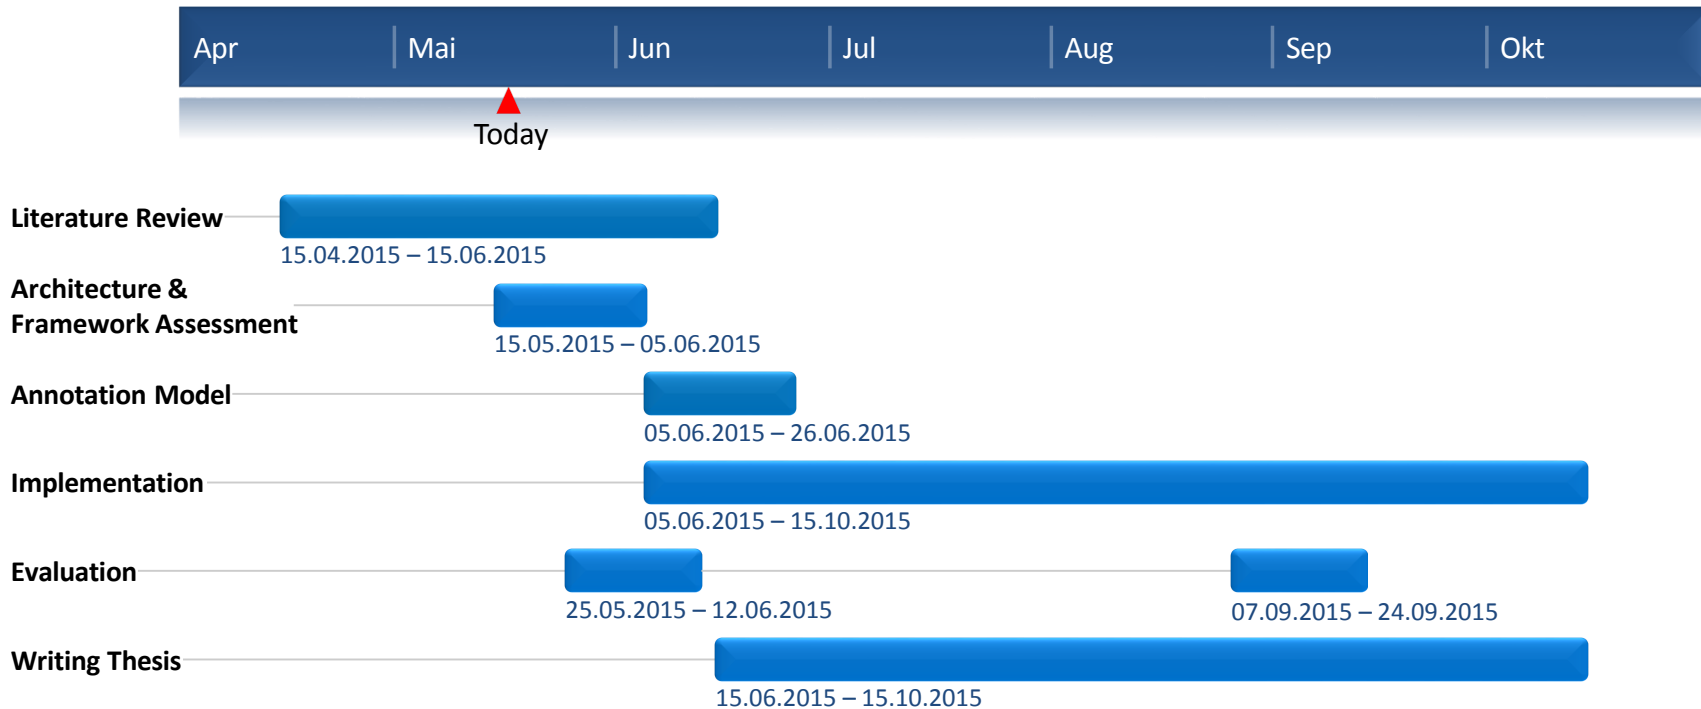 Apr Mai Jun Jul Aug Sep Okt
Today
Literature Review
15.04.2015 – 15.06.2015
Architecture &
Framework Assessment
15.05.2015 – 05.06.2015
Annotation Model
05.06.2015 – 26.06.2015
Implementation
05.06.2015 – 15.10.2015
Evaluation
25.05.2015 – 12.06.2015 07.09.2015 – 24.09.2015
Writing Thesis
15.06.2015 – 15.10.2015